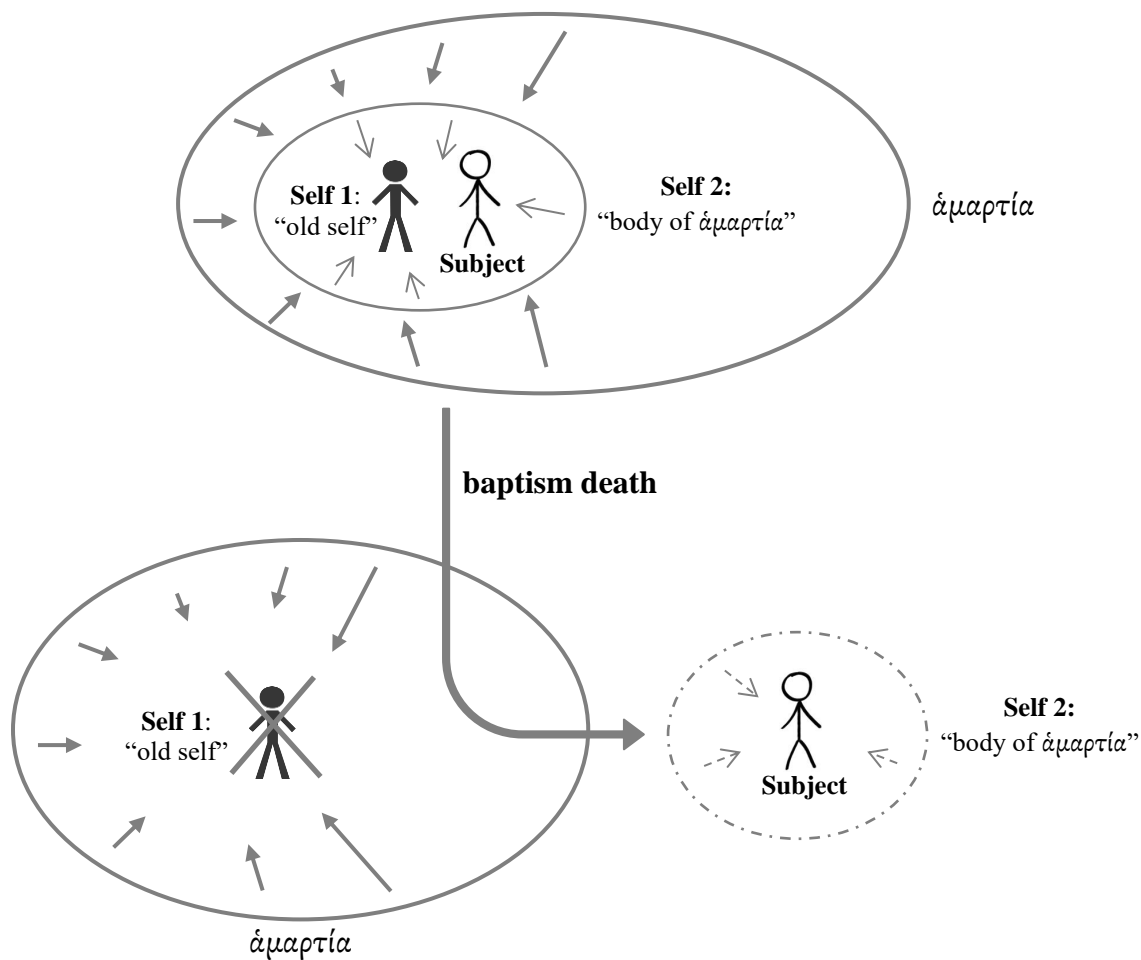 Self 1:
“old self”
Subject
Self 2:
“body of ἁμαρτία”
ἁμαρτία
baptism death
Self 1:
“old self”
Subject
Self 2:
“body of ἁμαρτία”
ἁμαρτία